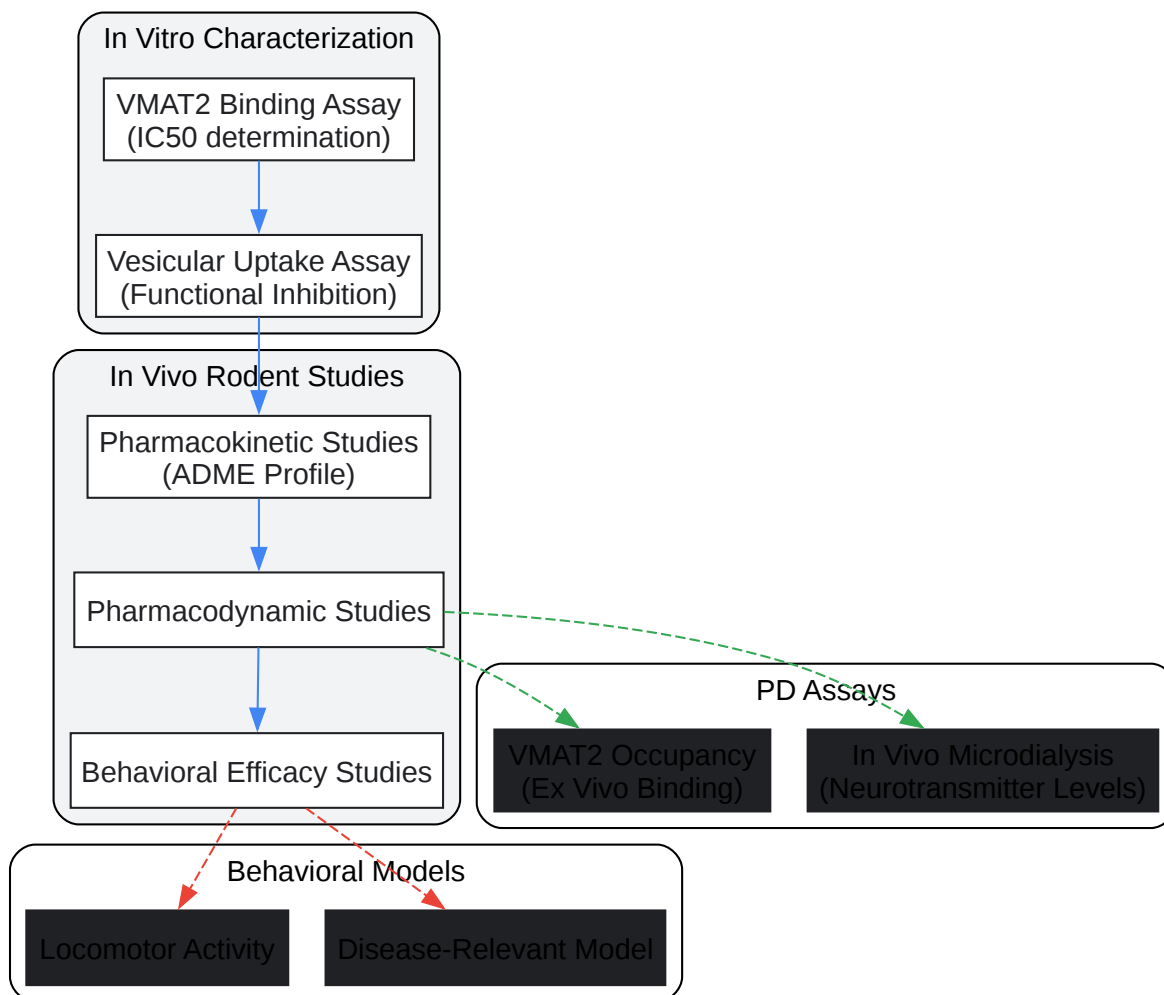 In Vitro Characterization
VMAT2 Binding Assay
(IC50 determination)
Vesicular Uptake Assay
(Functional Inhibition)
In Vivo Rodent Studies
Pharmacokinetic Studies
(ADME Profile)
Pharmacodynamic Studies
Behavioral Efficacy Studies
PD Assays
VMAT2 Occupancy
(Ex Vivo Binding)
In Vivo Microdialysis
(Neurotransmitter Levels)
Behavioral Models
Locomotor Activity
Disease-Relevant Model